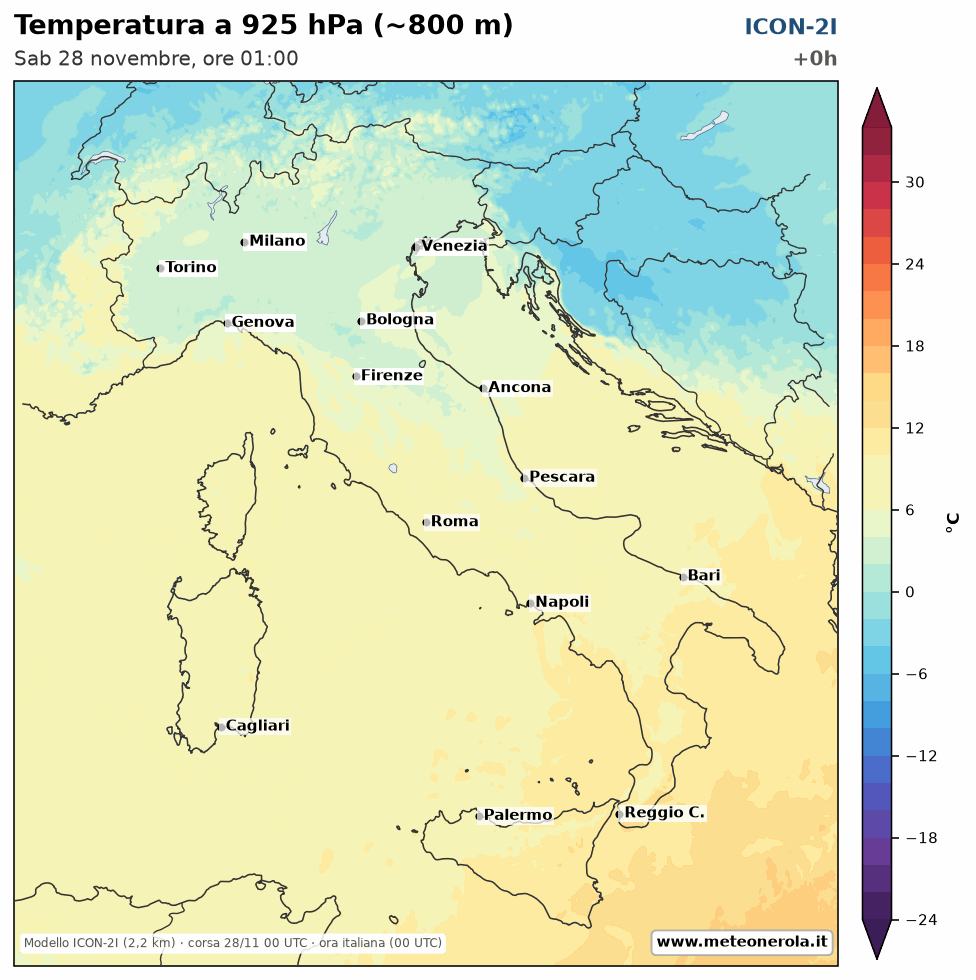 Temperatura a 925 hPa (~800 m)
ICON-2I
Sab 28 novembre, ore 01:00
+0h
Milano
Venezia
Torino
Genova
Bologna
Firenze
Ancona
Pescara
Roma
Bari
Napoli
Cagliari
Palermo
Reggio C.
30
24
18
12
6
0
−6
−12
−18
−24
°C
Modello ICON-2I (2,2 km) · corsa 28/11 00 UTC · ora italiana (00 UTC)
www.meteonerola.it